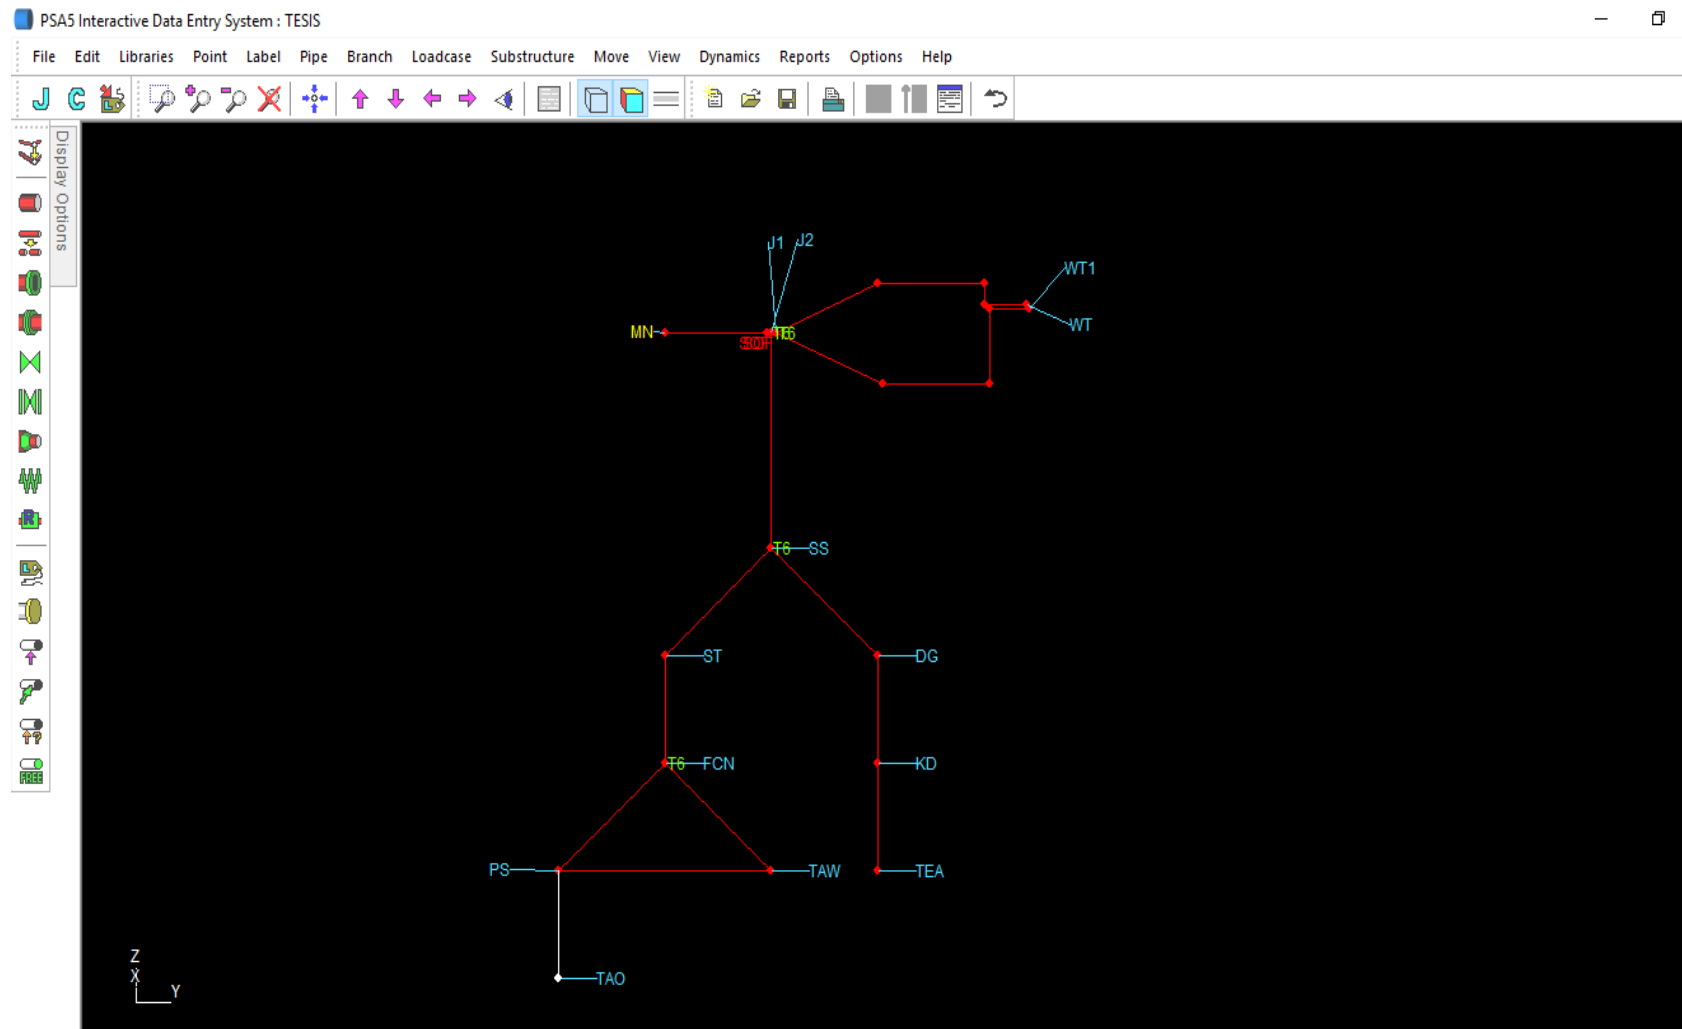 PSA5 Interactive Data Entry System : TESIS
File Edit Libraries Point Label Pipe Branch Loadcase Substructure Move View Dynamics Reports Options Help
J C
Display Options
J1 J2
WT1
MN
T6
WT
T6 SS
ST
DG
T6 FCN
KD
PS
TAW
TEA
TAO
Z
X
Y
L
R
FREE